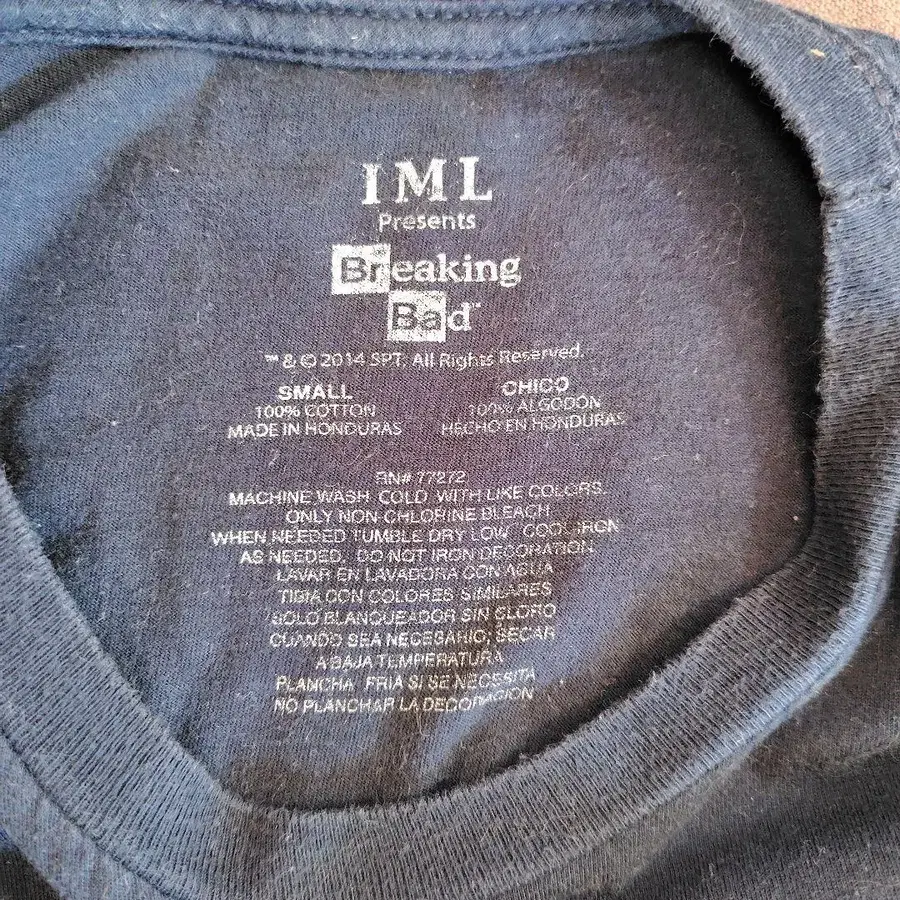 IML
Presents
Breaking
Bad™
™ & © 2014 SPT. All Rights Reserved.
SMALL CHICO
100% COTTON 100% ALGODON
MADE IN HONDURAS HECHO EN HONDURAS
RN# 77272
MACHINE WASH COLD WITH LIKE COLORS.
ONLY NON CHLORINE BLEACH
WHEN NEEDED TUMBLE DRY LOW COOL IRON
AS NEEDED. DO NOT IRON DECORATION
LAVAR EN LAVADORA CON AGUA
TIBIA CON COLORES SIMILARES
SOLO BLANQUEADOR SIN CLORO
CUANDO SEA NECESARIO; SECAR
A BAJA TEMPERATURA
PLANCHA FRIA SI SE NECESITA
NO PLANCHAR LA DECORACION